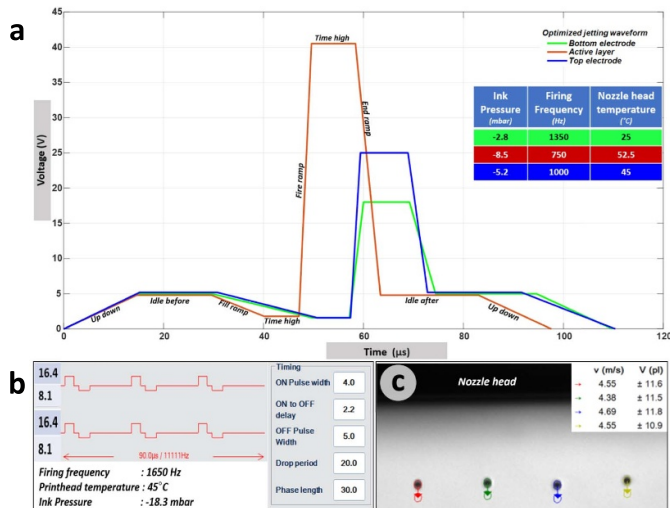 a
Optimized jetting waveform
Bottom electrode
Active layer
Top electrode
Ink Pressure (mbar) Firing Frequency (Hz) Nozzle head temperature (°C)
-2.8 1350 25
-8.5 750 52.5
-5.2 1000 45
Voltage (V)
45
40
35
30
25
20
15
10
5
0
Time high
Fire ramp
End ramp
Up down
Idle before
Fill ramp
Time high
Idle after
Up down
0 20 40 60 80 100 120
Time (µs)
b
16.4
8.1
16.4
8.1
90.0µs / 11111Hz
Firing frequency : 1650 Hz
Printhead temperature : 45°C
Ink Pressure : -18.3 mbar
Timing
ON Pulse width 4.0
ON to OFF delay 2.2
OFF Pulse Width 5.0
Drop period 20.0
Phase length 30.0
c
Nozzle head
v (m/s) V (pl)
4.55 ± 11.6
4.38 ± 11.5
4.69 ± 11.8
4.55 ± 10.9